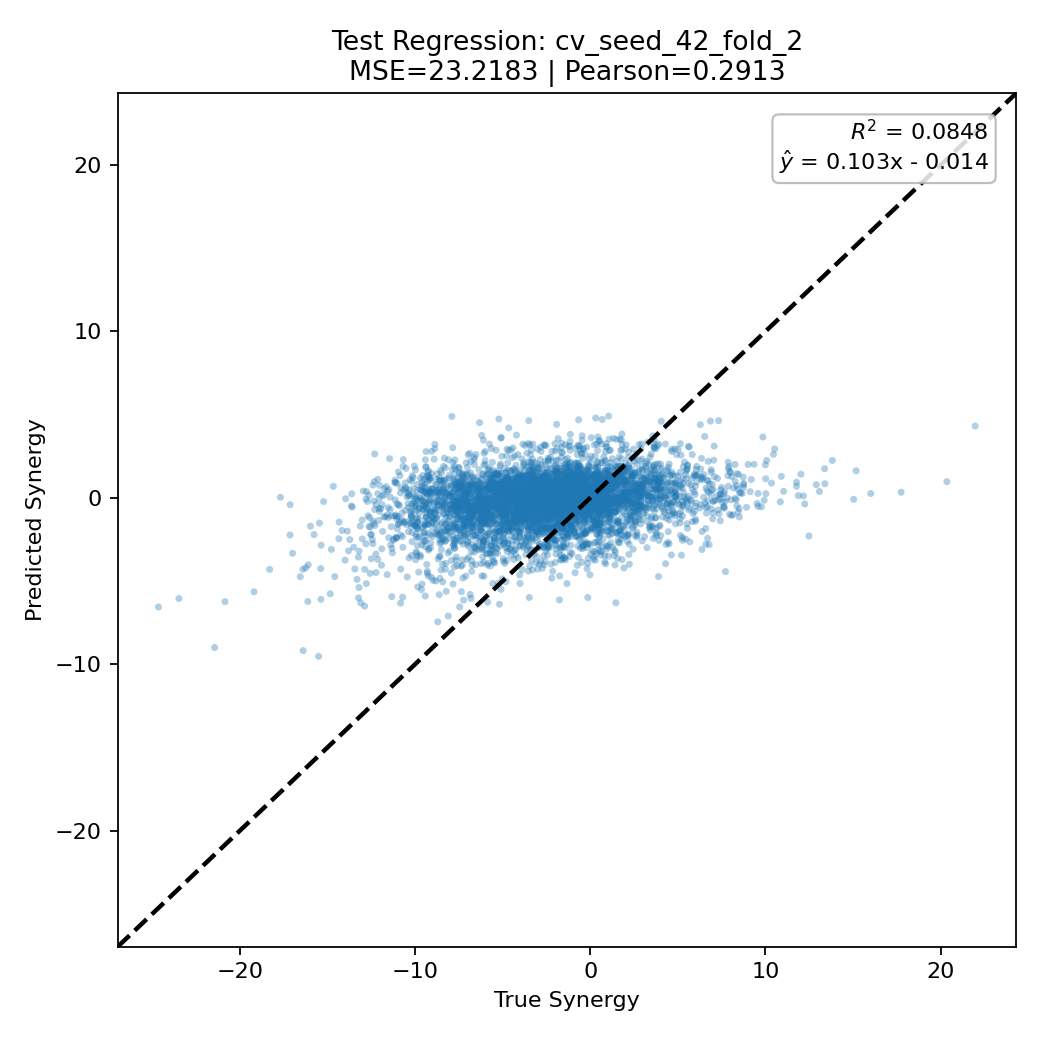 Test Regression: cv_seed_42_fold_2
MSE=23.2183 | Pearson=0.2913
R² = 0.0848
ŷ = 0.103x - 0.014
20
10
0
−10
−20
Predicted Synergy
−20
−10
0
10
20
True Synergy